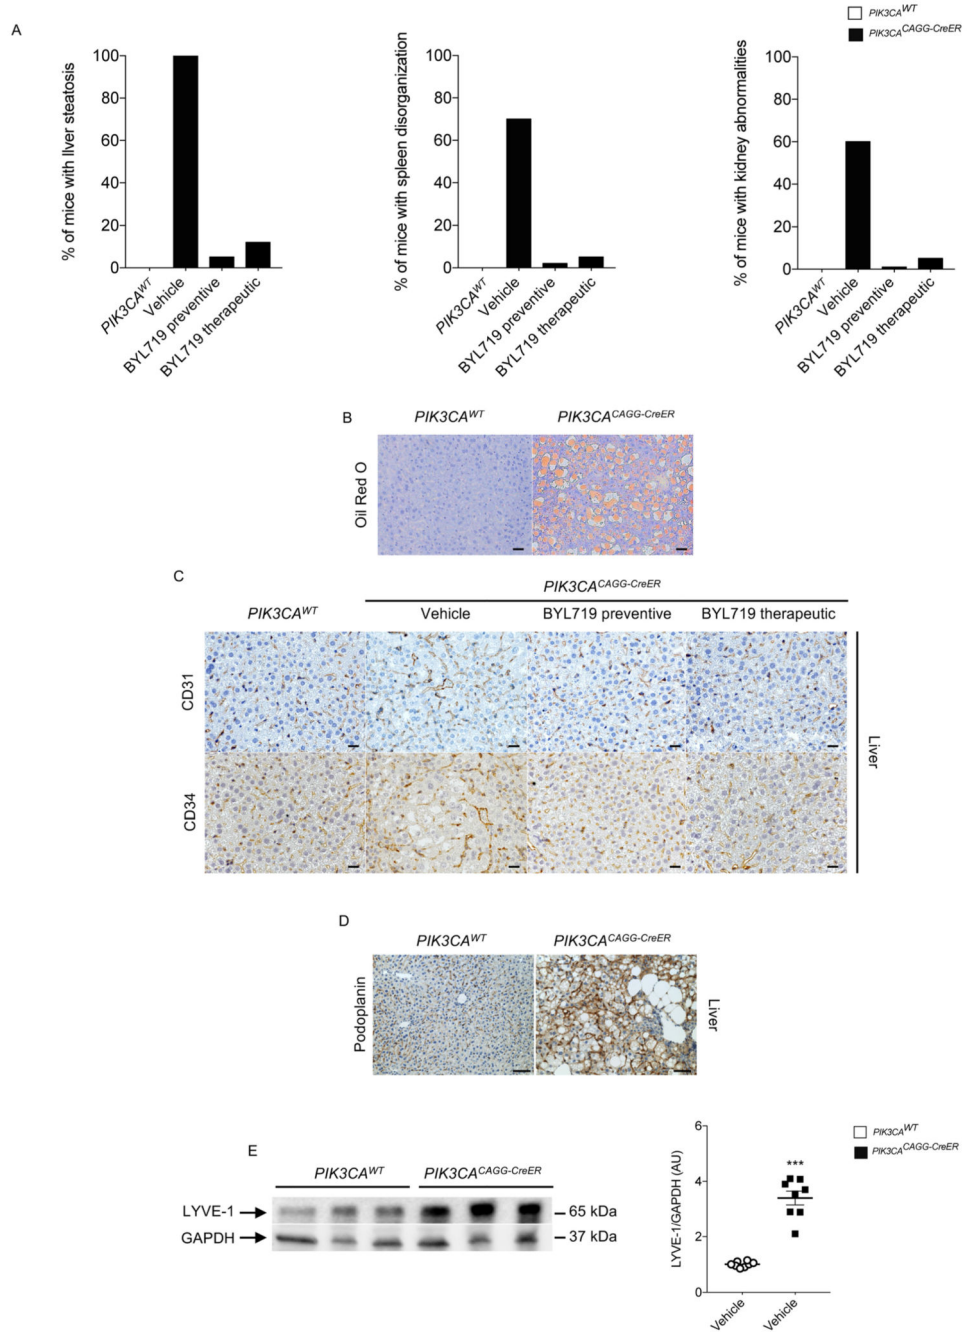 PIK3CA^WT
PIK3CA^CAGG-CreER
A
% of mice with liver steatosis
100
80
60
40
20
0
PIK3CA^WT
Vehicle
BYL719 preventive
BYL719 therapeutic
% of mice with spleen disorganization
100
80
60
40
20
0
PIK3CA^WT
Vehicle
BYL719 preventive
BYL719 therapeutic
% of mice with kidney abnormalities
100
80
60
40
20
0
PIK3CA^WT
Vehicle
BYL719 preventive
BYL719 therapeutic
B
PIK3CA^WT PIK3CA^CAGG-CreER
Oil Red O
C
PIK3CA^CAGG-CreER
PIK3CA^WT Vehicle BYL719 preventive BYL719 therapeutic
CD31
CD34
Liver
D
PIK3CA^WT PIK3CA^CAGG-CreER
Podoplanin
Liver
E
PIK3CA^WT PIK3CA^CAGG-CreER
LYVE-1 65 kDa
GAPDH 37 kDa
LYVE-1/GAPDH (AU)
6
4
2
0
***
Vehicle
Vehicle
PIK3CA^WT
PIK3CA^CAGG-CreER